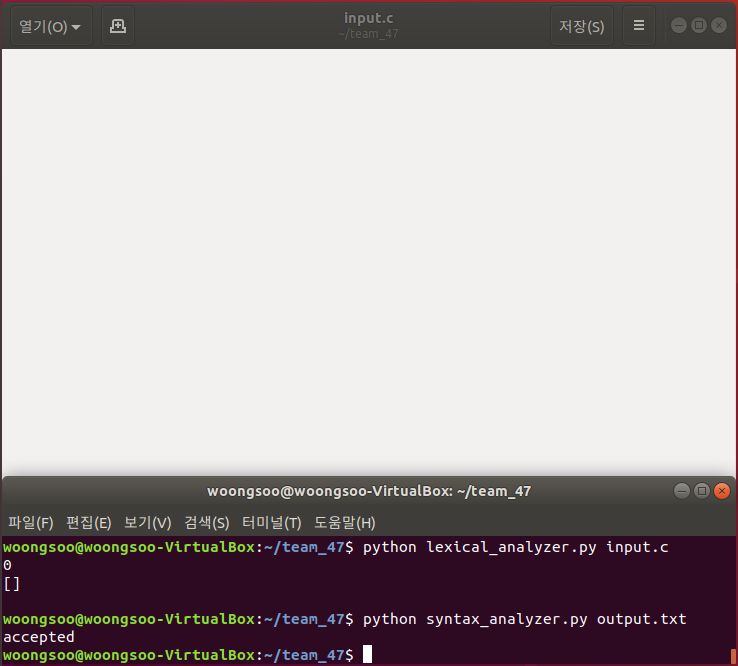 열기(O)
input.c
~/team_47
저장(S)
woongsoo@woongsoo-VirtualBox: ~/team_47
파일(F) 편집(E) 보기(V) 검색(S) 터미널(T) 도움말(H)
woongsoo@woongsoo-VirtualBox:~/team_47$ python lexical_analyzer.py input.c
0
[]
woongsoo@woongsoo-VirtualBox:~/team_47$ python syntax_analyzer.py output.txt
accepted
woongsoo@woongsoo-VirtualBox:~/team_47$